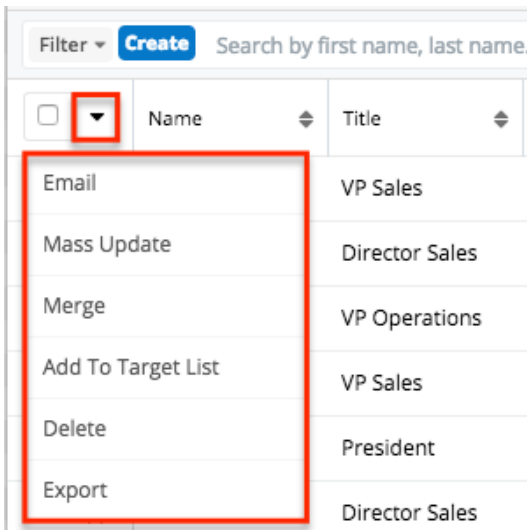 Filter Create Search by first name, last name.
Name Title
Email VP Sales
Mass Update Director Sales
Merge VP Operations
Add To Target List VP Sales
Delete President
Export Director Sales